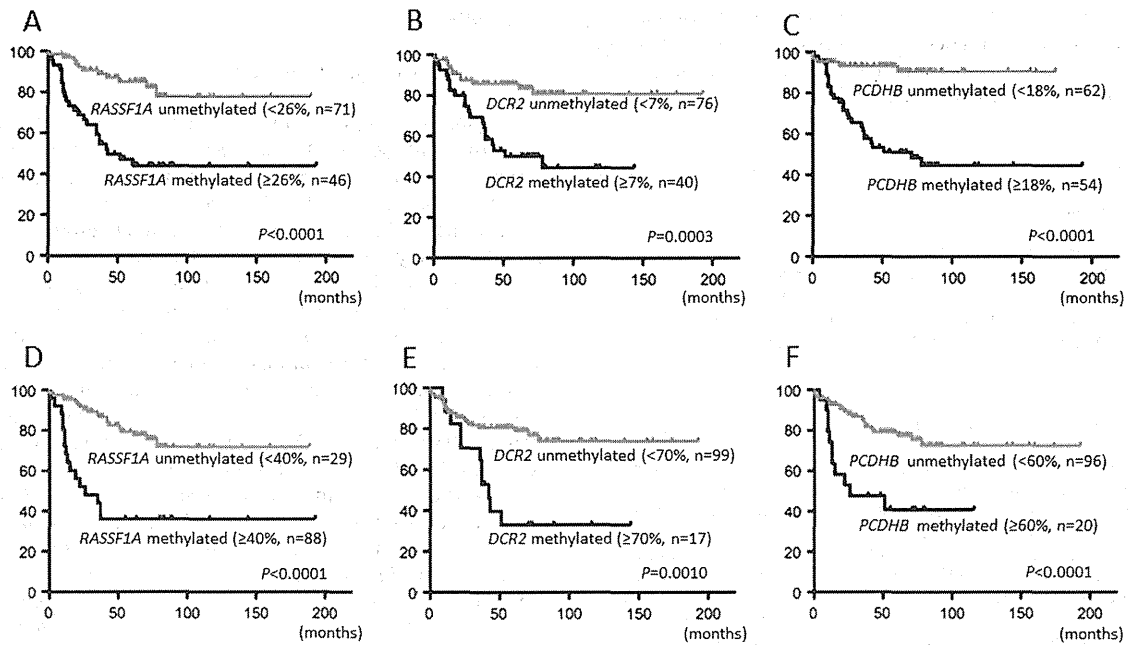 A
100
80
60
40
20
0
RASSF1A unmethylated (<26%, n=71)
RASSF1A methylated (≥26%, n=46)
P<0.0001
0 50 100 150 200
(months)
B
100
80
60
40
20
0
DCR2 unmethylated (<7%, n=76)
DCR2 methylated (≥7%, n=40)
P=0.0003
0 50 100 150 200
(months)
C
100
80
60
40
80
0
PCDHB unmethylated (<18%, n=62)
PCDHB methylated (≥18%, n=54)
P<0.0001
0 50 100 150 200
(months)
D
100
80
60
40
20
0
RASSF1A unmethylated (<40%, n=29)
RASSF1A methylated (≥40%, n=88)
P<0.0001
0 50 100 150 200
(months)
E
100
80
60
40
20
0
DCR2 unmethylated (<70%, n=99)
DCR2 methylated (≥70%, n=17)
P=0.0010
0 50 100 150 200
(months)
F
100
80
60
40
20
0
PCDHB unmethylated (<60%, n=96)
PCDHB methylated (≥60%, n=20)
P<0.0001
0 50 100 150 200
(months)